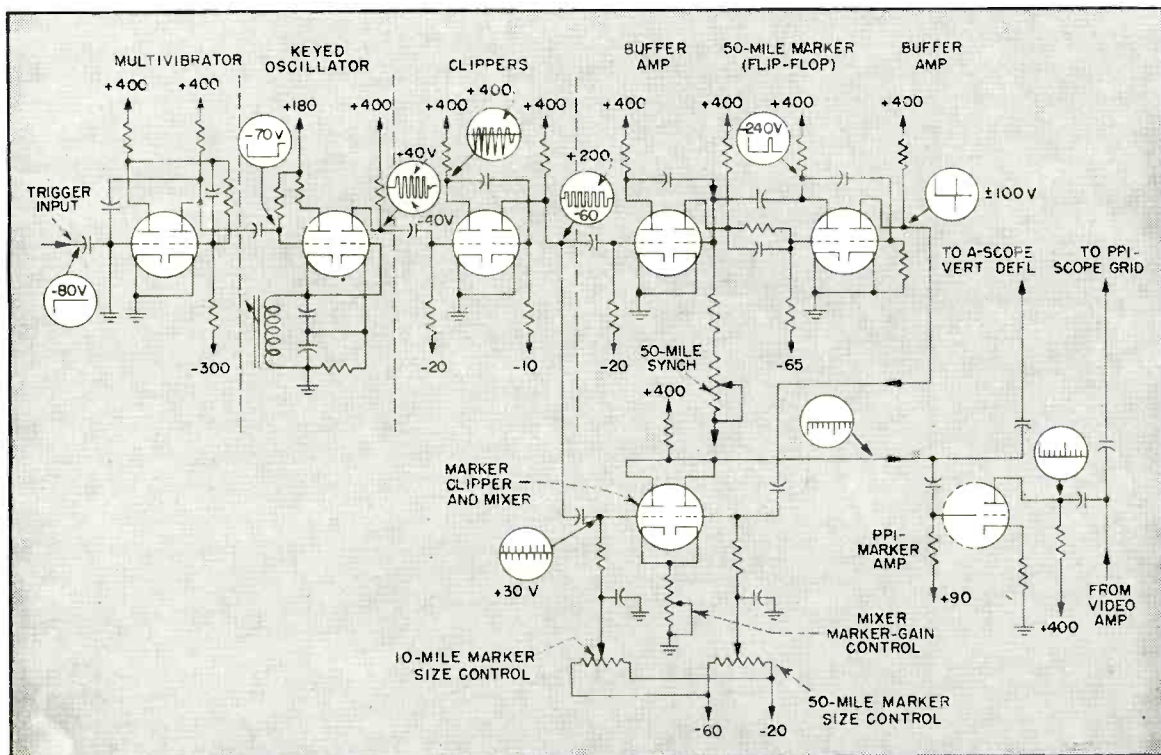 MULTIVIBRATOR
KEYED
OSCILLATOR
CLIPPERS
BUFFER
AMP
50-MILE MARKER
(FLIP-FLOP)
BUFFER
AMP
+400
+400
+180
+400
+400
+400
+400
+400
+400
+400
+400
-70V
+40V
-40V
+200
-60
-240V
±100 V
TRIGGER
INPUT
-80V
-300
-20
-10
-20
-65
TO A-SCOPE
VERT DEFL
TO PPI-
SCOPE GRID
50-MILE
SYNCH
+400
MARKER
CLIPPER
AND MIXER
+30 V
PPI-
MARKER
AMP
+90
+400
FROM
VIDEO
AMP
MIXER
MARKER-GAIN
CONTROL
10-MILE MARKER
SIZE CONTROL
50-MILE MARKER
SIZE CONTROL
-60
-20